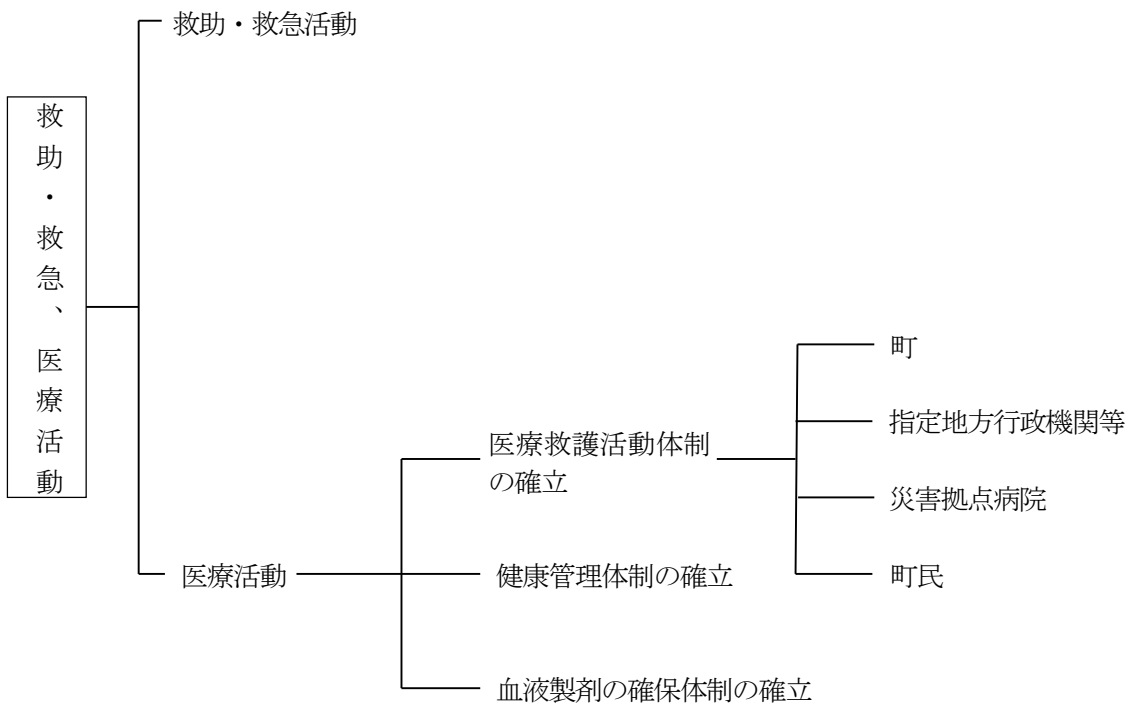 救助・救急活動
救助・救急、医療活動
町
指定地方行政機関等
医療救護活動体制
の確立
災害拠点病院
医療活動
健康管理体制の確立
町民
血液製剤の確保体制の確立